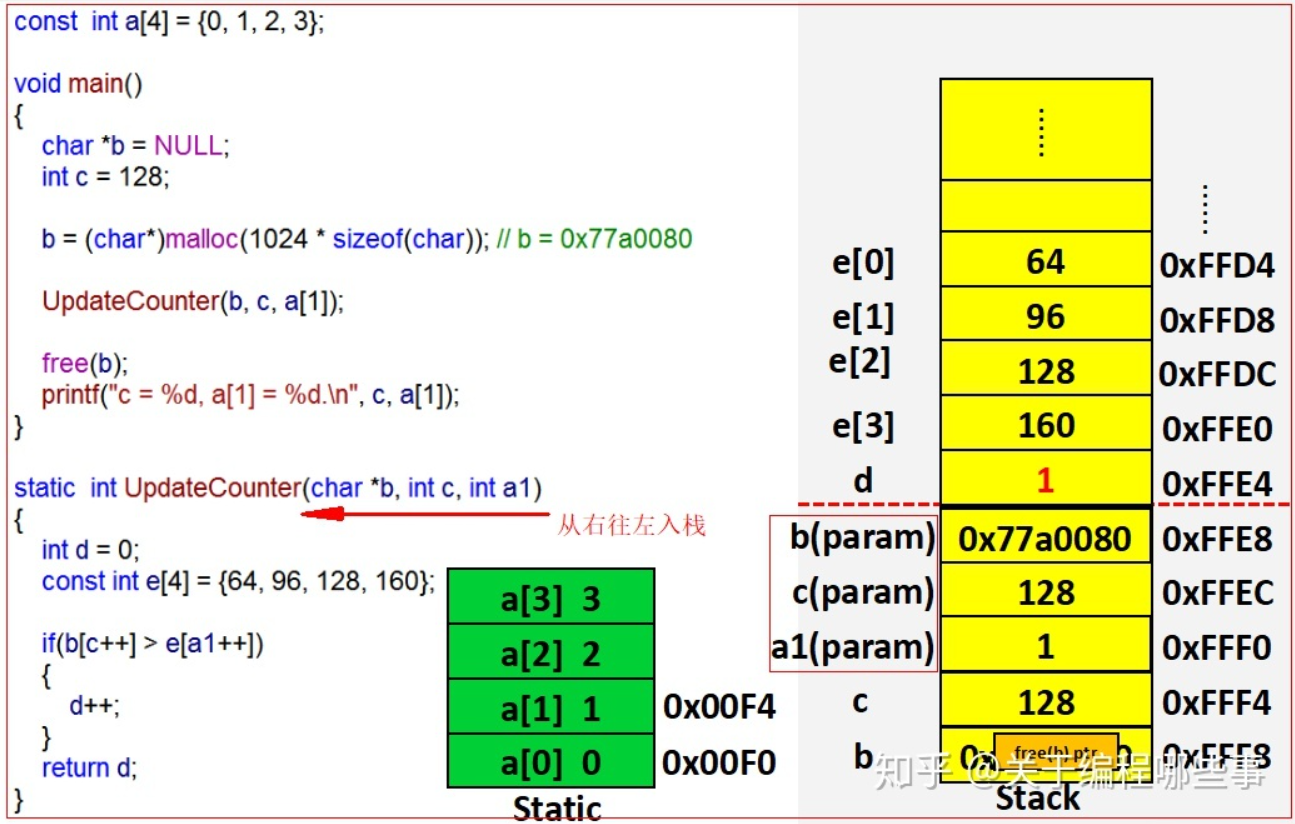 const int a[4] = {0, 1, 2, 3};
void main()
{
char *b = NULL;
int c = 128;
b = (char*)malloc(1024 * sizeof(char)); // b = 0x77a0080
UpdateCounter(b, c, a[1]);
free(b);
printf("c = %d, a[1] = %d.\n", c, a[1]);
}
static int UpdateCounter(char *b, int c, int a1)
{
从右往左入栈
int d = 0;
const int e[4] = {64, 96, 128, 160};
if(b[c++] > e[a1++])
{
d++;
}
return d;
}
a[3] 3
a[2] 2
a[1] 1 0x00F4
a[0] 0 0x00F0
Static
e[0] 64 0xFFD4
e[1] 96 0xFFD8
e[2] 128 0xFFDC
e[3] 160 0xFFE0
d 1 0xFFE4
b(param) 0x77a0080 0xFFE8
c(param) 128 0xFFEC
a1(param) 1 0xFFF0
c 128 0xFFF4
b free(b) ptr 0xFFF8
Stack
知乎 @关于编程哪些事